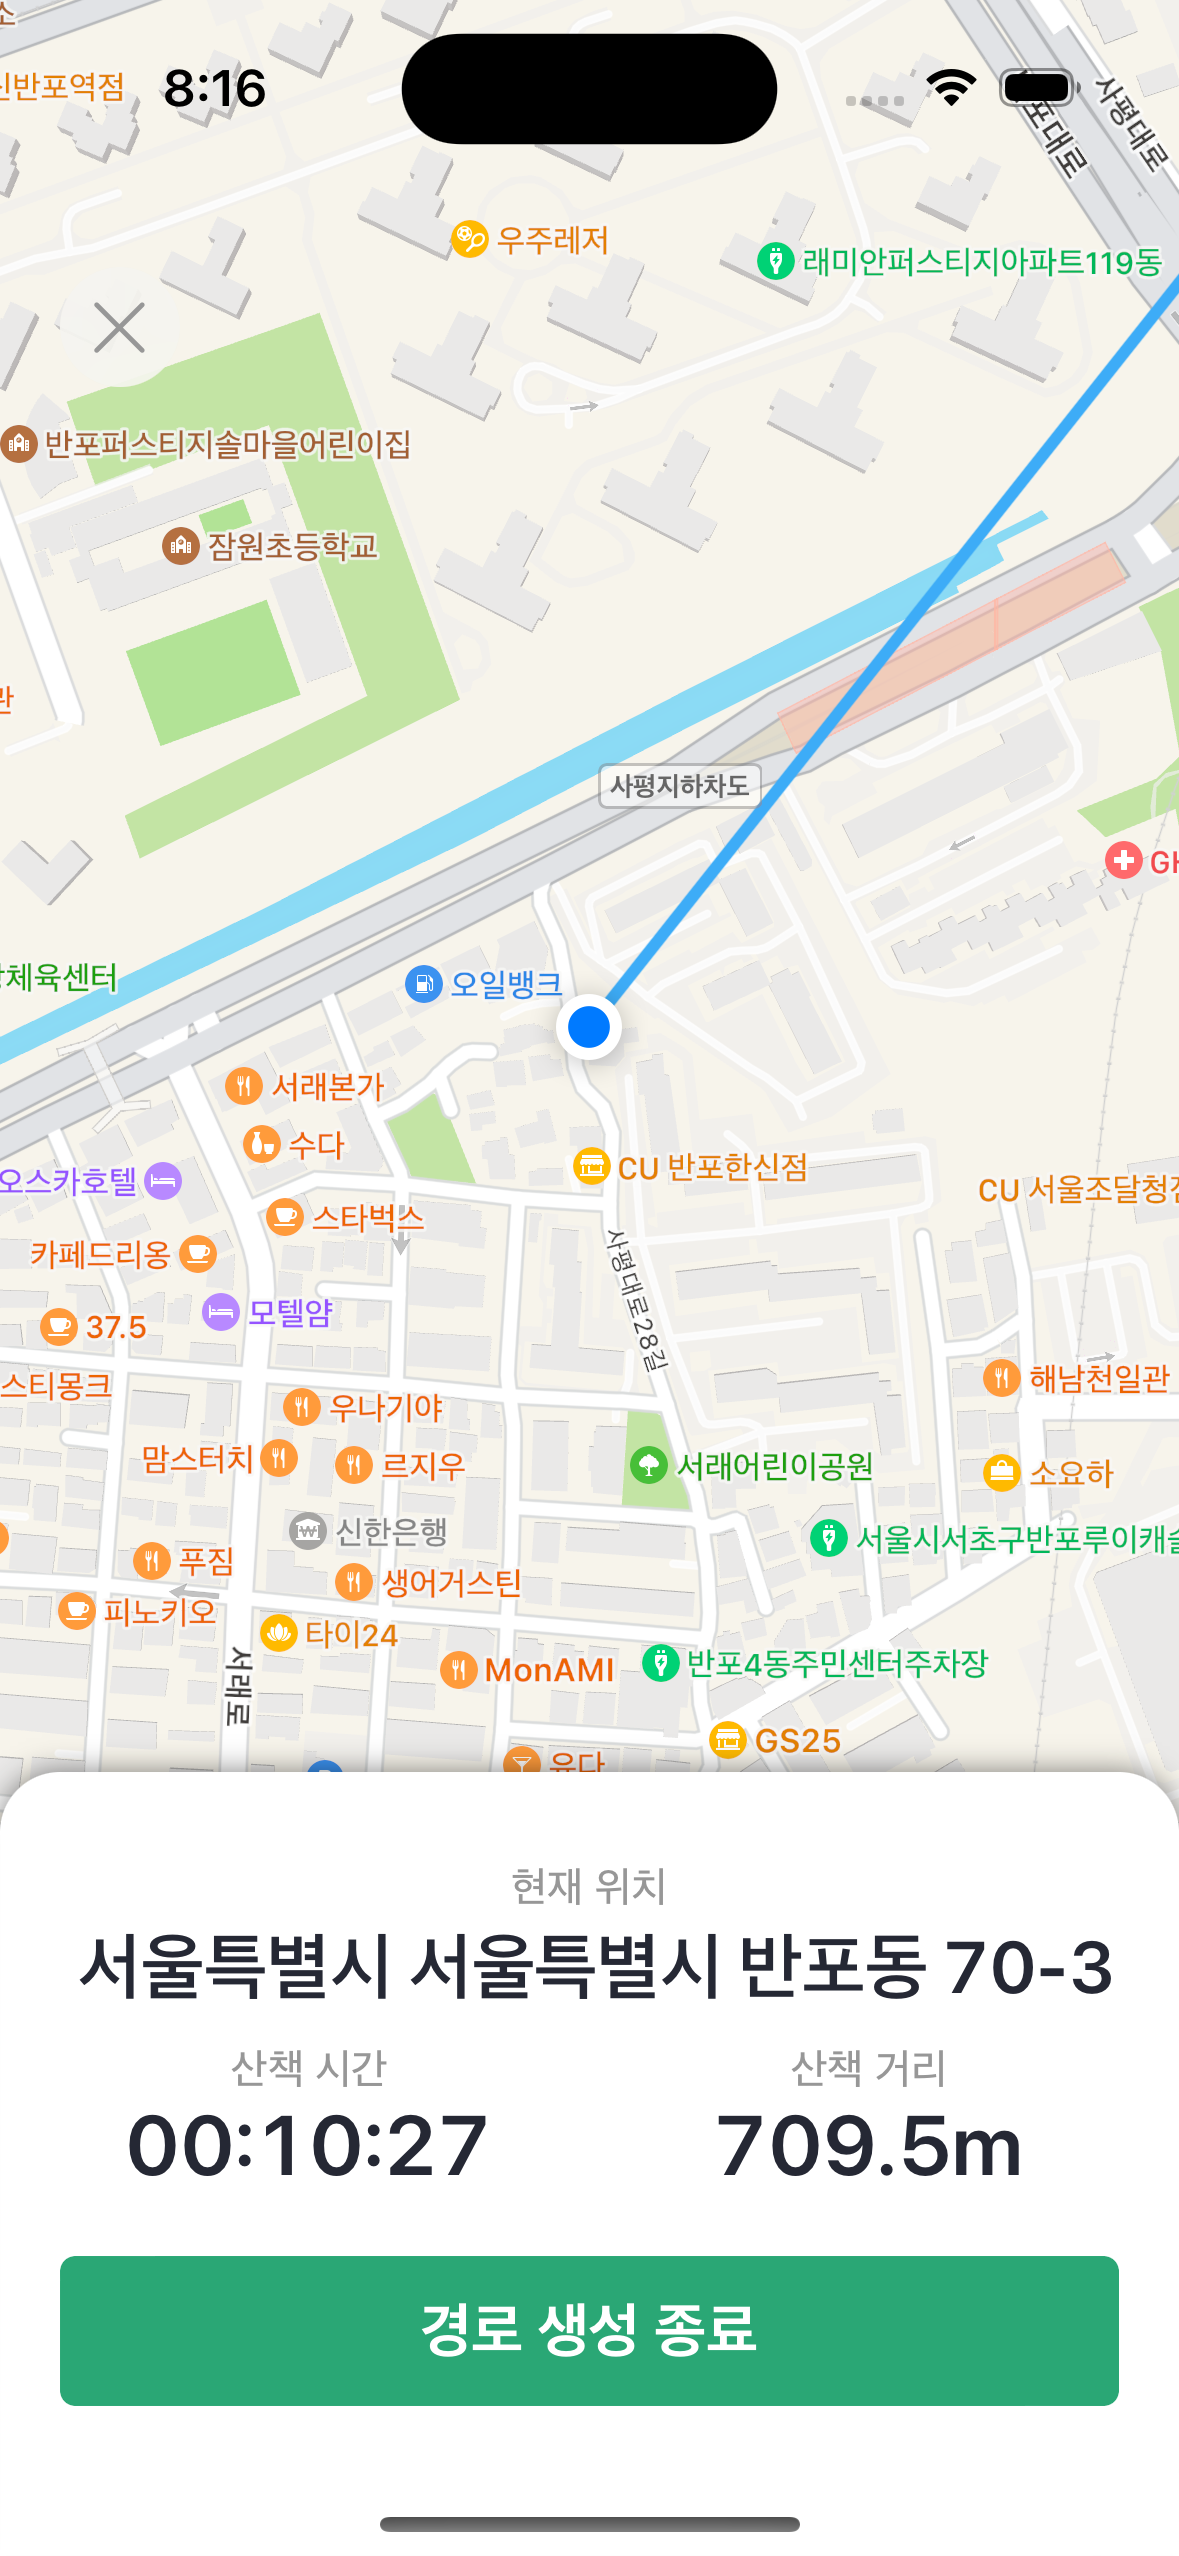 소
신반포역점
8:16
사평대로
포대로
우주레저
래미안퍼스티지아파트119동
반포퍼스티지솔마을어린이집
잠원초등학교
관
사평지하차도
체육센터
오일뱅크
서래본가
수다
CU 반포한신점
오스카호텔
CU 서울조달청점
스타벅스
카페드리옹
모텔얌
37.5
사평대로28길
스티몽크
해남천일관
우나기야
맘스터치
르지우
서래어린이공원
소요하
신한은행
서울시서초구반포루이캐슬
푸짐
생어거스틴
피노키오
타이24
반포4동주민센터주차장
MonAMI
서래로
GS25
유다
현재 위치
서울특별시 서울특별시 반포동 70-3
산책 시간
산책 거리
00:10:27
709.5m
경로 생성 종료